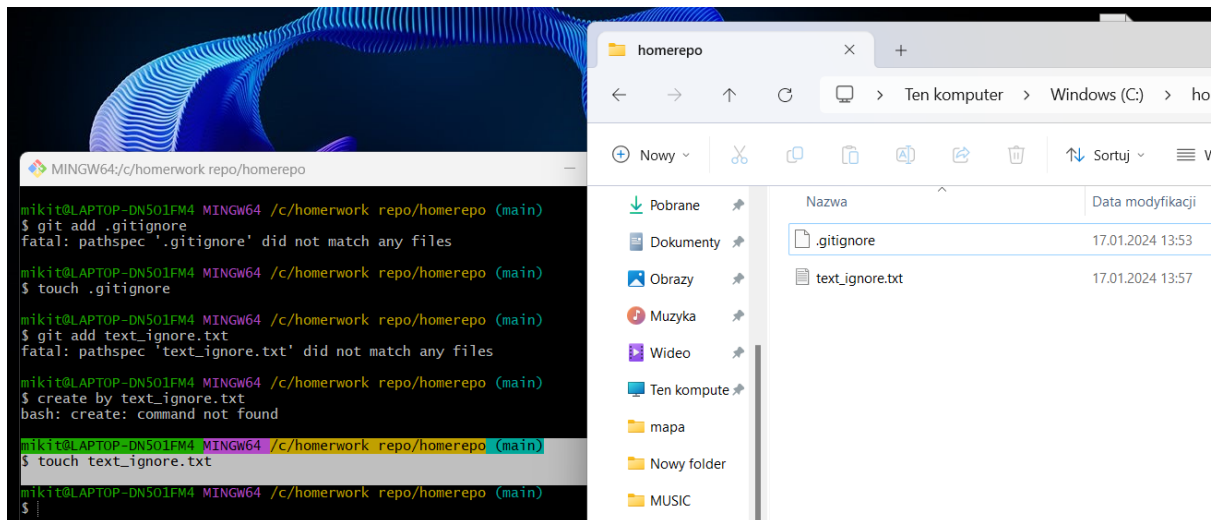 MINGW64:/c/homerwork repo/homerepo
mikit@LAPTOP-DN5O1FM4 MINGW64 /c/homerwork repo/homerepo (main)
$ git add .gitignore
fatal: pathspec '.gitignore' did not match any files
mikit@LAPTOP-DN5O1FM4 MINGW64 /c/homerwork repo/homerepo (main)
$ touch .gitignore
mikit@LAPTOP-DN5O1FM4 MINGW64 /c/homerwork repo/homerepo (main)
$ git add text_ignore.txt
fatal: pathspec 'text_ignore.txt' did not match any files
mikit@LAPTOP-DN5O1FM4 MINGW64 /c/homerwork repo/homerepo (main)
$ create by text_ignore.txt
bash: create: command not found
mikit@LAPTOP-DN5O1FM4 MINGW64 /c/homerwork repo/homerepo (main)
$ touch text_ignore.txt
mikit@LAPTOP-DN5O1FM4 MINGW64 /c/homerwork repo/homerepo (main)
$
homerepo
Ten komputer > Windows (C:) > ho
Nowy
Sortuj
Pobrane
Dokumenty
Obrazy
Muzyka
Wideo
Ten kompute
mapa
Nowy folder
MUSIC
Nazwa Data modyfikacji
.gitignore 17.01.2024 13:53
text_ignore.txt 17.01.2024 13:57